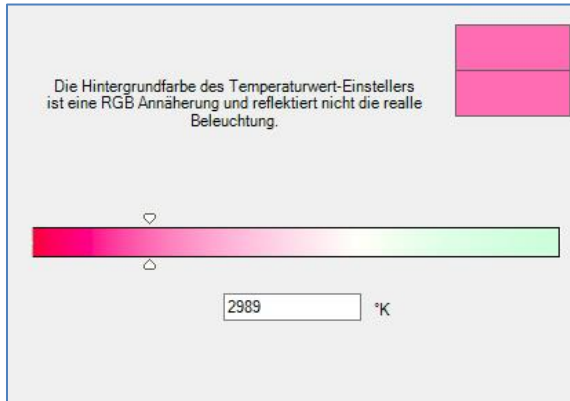 Die Hintergrundfarbe des Temperaturwert-Einstellers
ist eine RGB Annäherung und reflektiert nicht die realle
Beleuchtung.
2989 °K